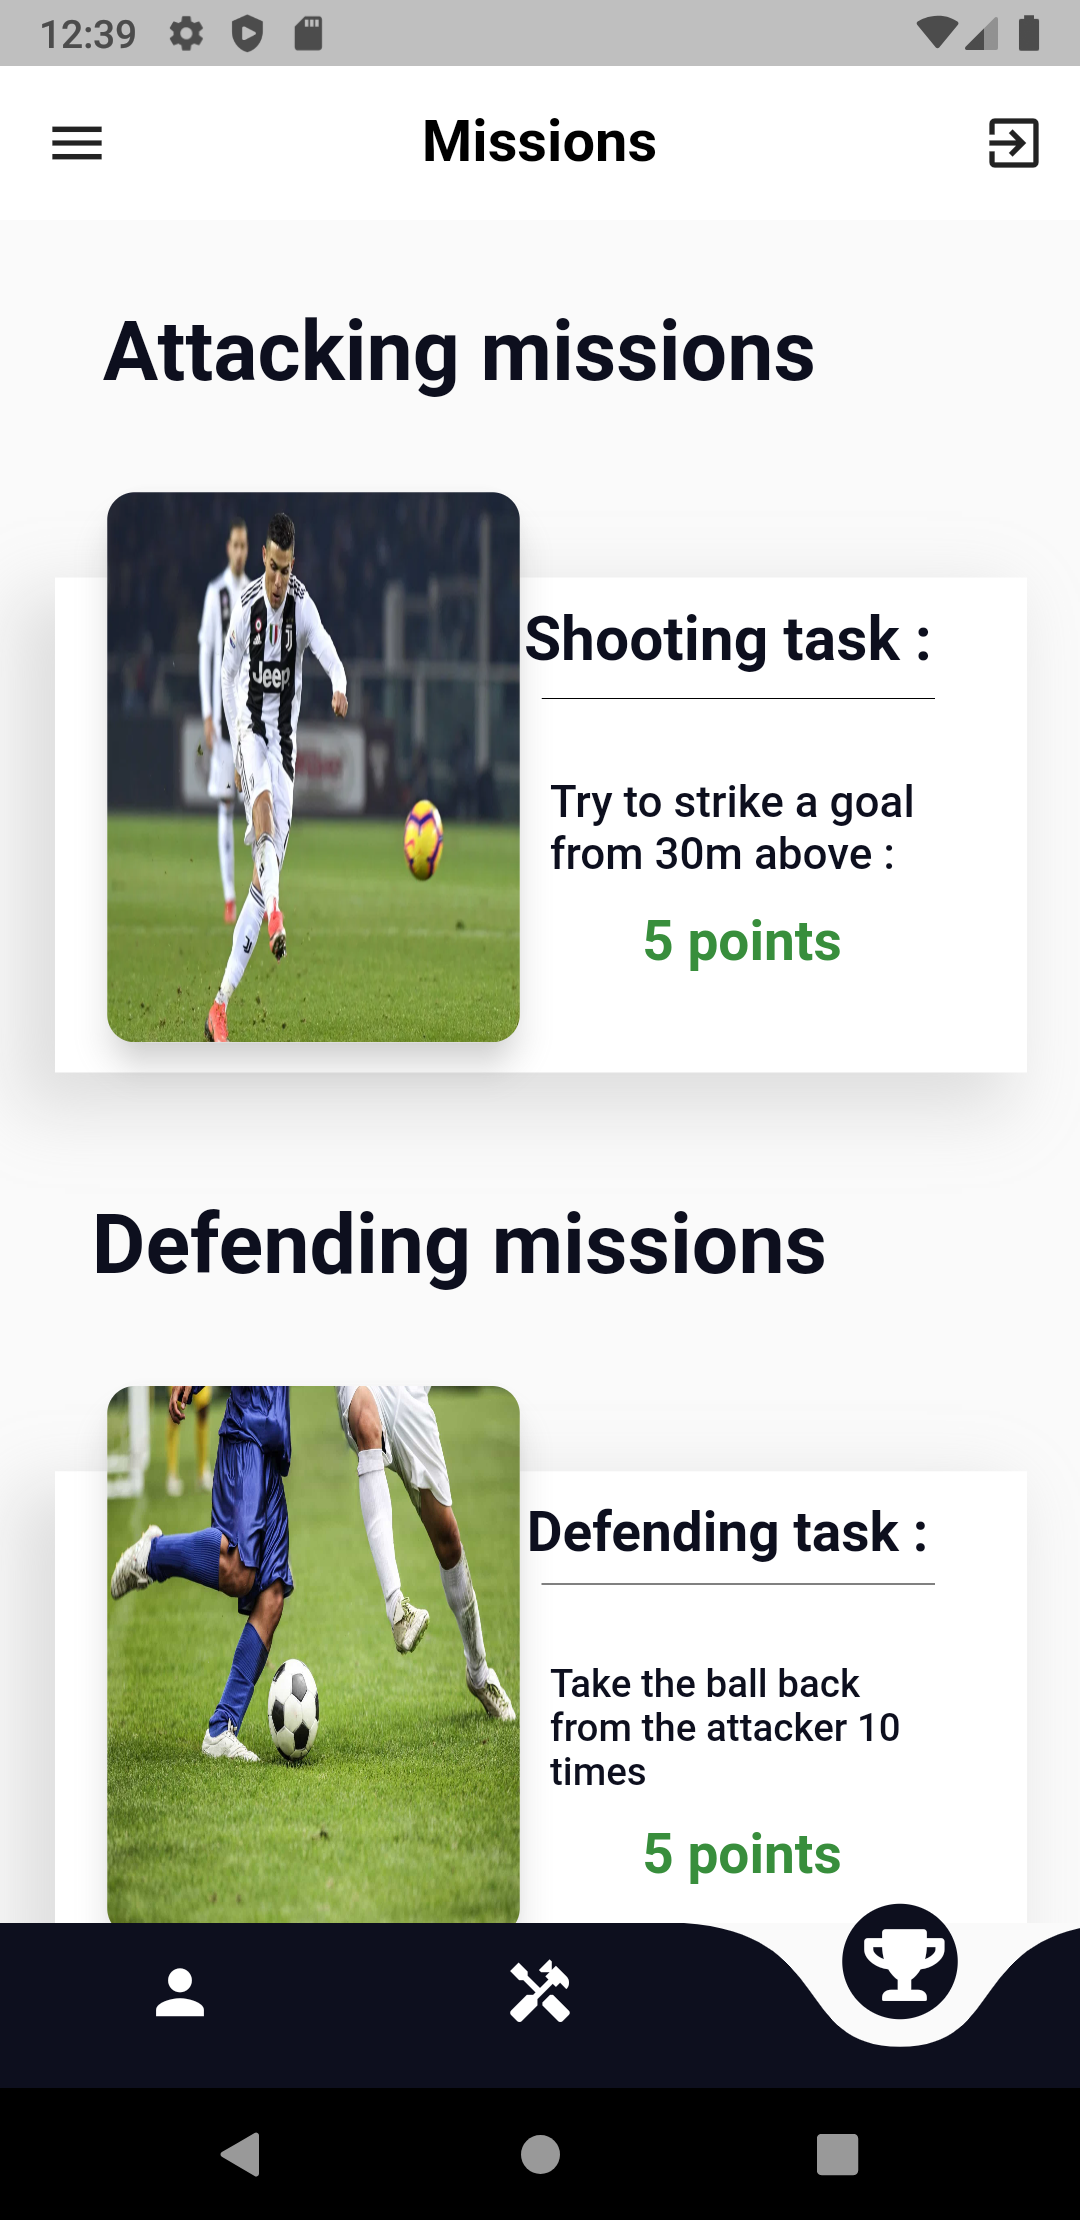 12:39
Missions
Attacking missions
Jeep
Shooting task :
Try to strike a goal
from 30m above :
5 points
Defending missions
Defending task :
Take the ball back
from the attacker 10
times
5 points